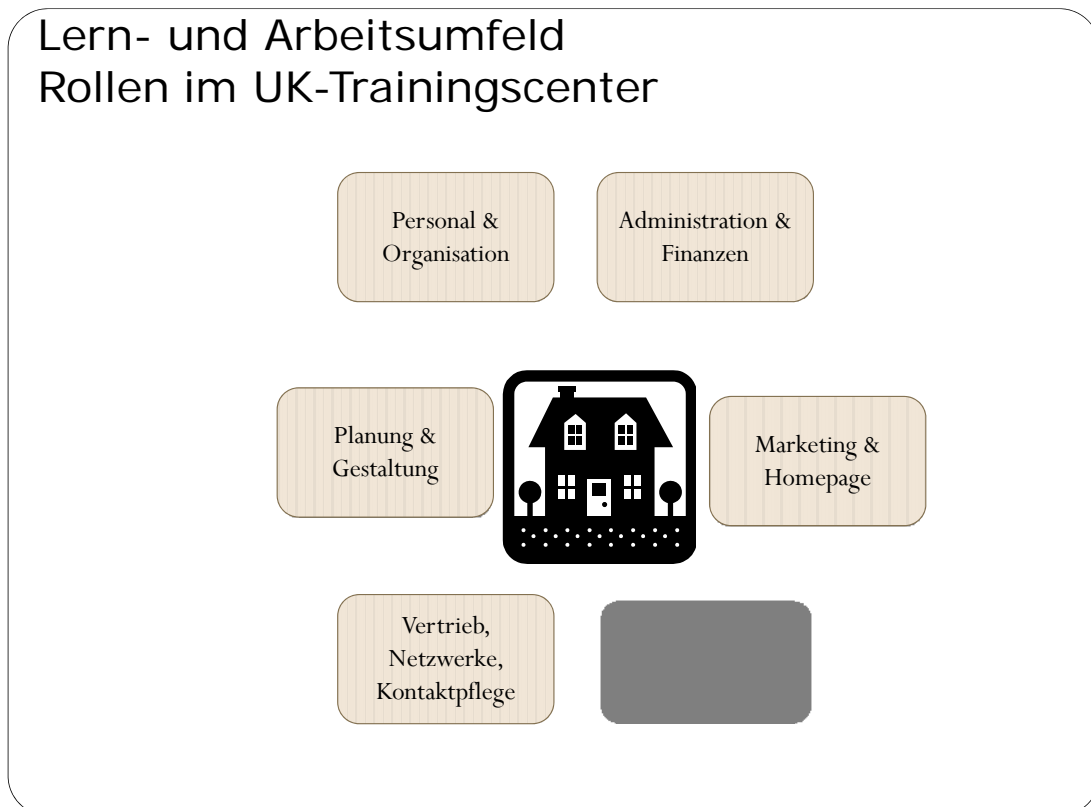 Lern- und Arbeitsumfeld
Rollen im UK-Trainingscenter
Personal &
Organisation
Administration &
Finanzen
Planung &
Gestaltung
Marketing &
Homepage
Vertrieb,
Netzwerke,
Kontaktpflege